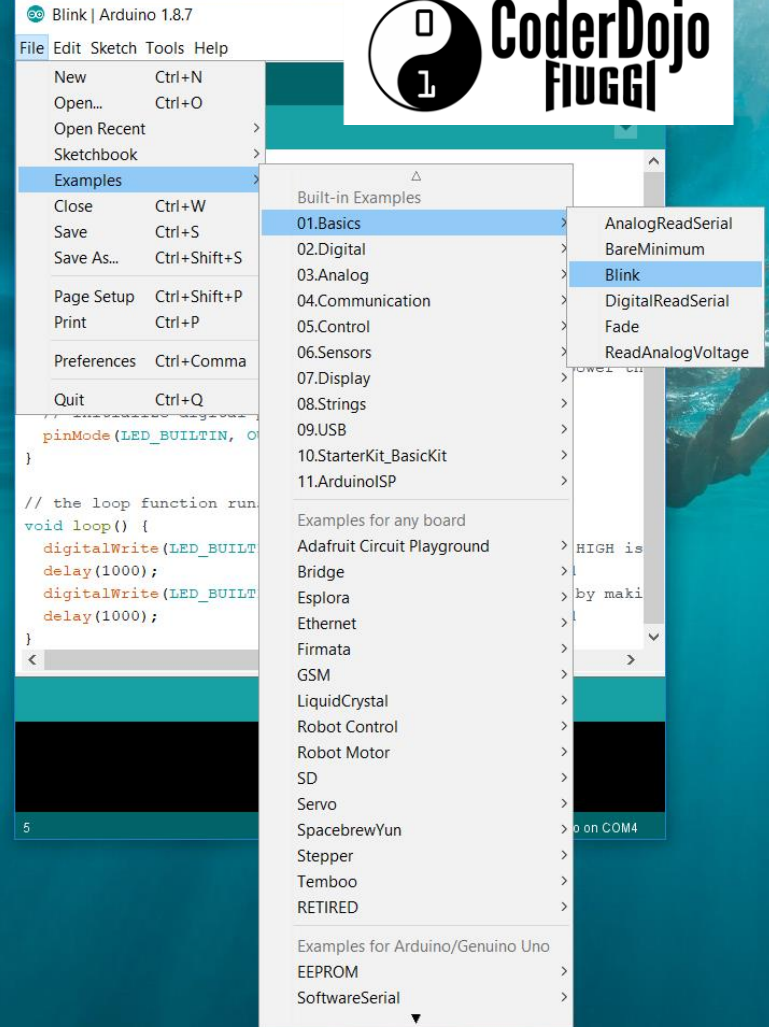 Blink | Arduino 1.8.7
0
1
CoderDojo
FIUGGI
File Edit Sketch Tools Help
New Ctrl+N
Open... Ctrl+O
Open Recent
Sketchbook
Examples
Close Ctrl+W
Save Ctrl+S
Save As... Ctrl+Shift+S
Page Setup Ctrl+Shift+P
Print Ctrl+P
Preferences Ctrl+Comma
Quit Ctrl+Q
Built-in Examples
01.Basics
02.Digital
03.Analog
04.Communication
05.Control
06.Sensors
07.Display
08.Strings
09.USB
10.StarterKit_BasicKit
11.ArduinoISP
Examples for any board
Adafruit Circuit Playground
Bridge
Esplora
Ethernet
Firmata
GSM
LiquidCrystal
Robot Control
Robot Motor
SD
Servo
SpacebrewYun
Stepper
Temboo
RETIRED
Examples for Arduino/Genuino Uno
EEPROM
SoftwareSerial
AnalogReadSerial
BareMinimum
Blink
DigitalReadSerial
Fade
ReadAnalogVoltage
// initialize digital
pinMode(LED_BUILTIN, O
}
// the loop function run
void loop() {
digitalWrite(LED_BUILT HIGH is
delay(1000);
digitalWrite(LED_BUILT by maki
delay(1000);
}
5 o on COM4